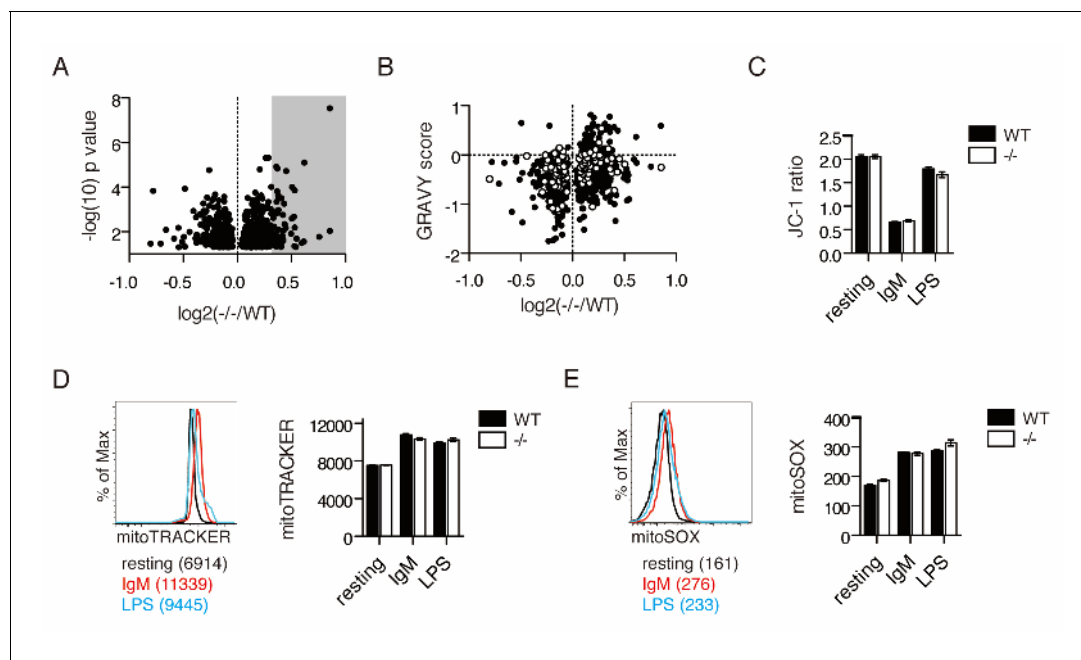 A
-log(10) p value
8
6
4
2
-1.0 -0.5 0.0 0.5 1.0
log2(-/-/WT)
B
GRAVY score
1
0
-1
-2
-1.0 -0.5 0.0 0.5 1.0
log2(-/-/WT)
C
JC-1 ratio
2.5
2.0
1.5
1.0
0.5
0.0
resting IgM LPS
WT
-/-
D
% of Max
mitoTRACKER
resting (6914)
IgM (11339)
LPS (9445)
mitoTRACKER
12000
8000
4000
0
resting IgM LPS
WT
-/-
E
% of Max
mitoSOX
resting (161)
IgM (276)
LPS (233)
mitoSOX
400
300
200
100
0
resting IgM LPS
WT
-/-